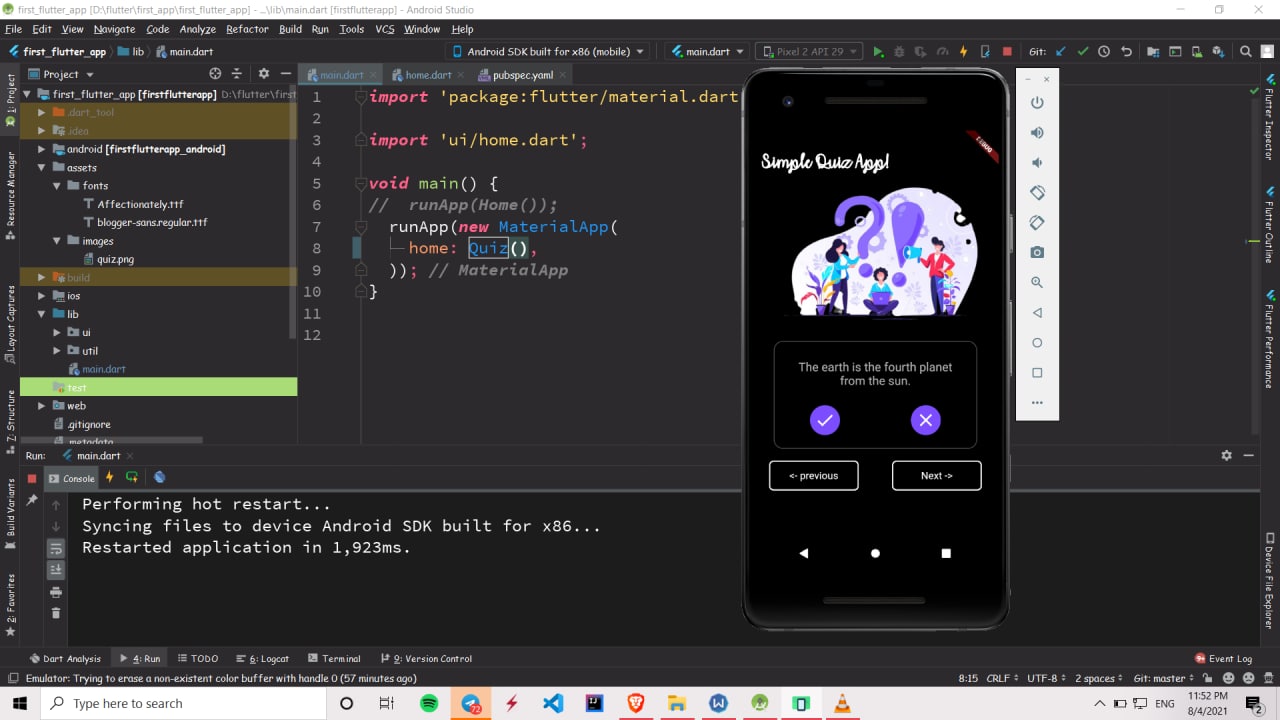 first_flutter_app [D:\flutter\first_app\first_flutter_app] - ...\lib\main.dart [firstflutterapp] - Android Studio
File Edit View Navigate Code Analyze Refactor Build Run Tools VCS Window Help
first_flutter_app lib main.dart Android SDK built for x86 (mobile) main.dart Pixel 2 API 29 Git:
Project main.dart home.dart pubspec.yaml
first_flutter_app [firstflutterapp] D:\flutter\first
.dart_tool
.idea
android [firstflutterapp_android]
assets
fonts
Affectionately.ttf
blogger-sans.regular.ttf
images
quiz.png
build
ios
lib
ui
util
main.dart
test
web
.gitignore
.metadata
1 import 'package:flutter/material.dart
2
3 import 'ui/home.dart';
4
5 void main() {
6 // runApp(Home());
7 runApp(new MaterialApp(
8 home: Quiz(),
9 )); // MaterialApp
10 }
11
12
DEBUG
Simple Quiz App!
The earth is the fourth planet
from the sun.
<- previous Next ->
1: Project
Resource Manager
Layout Captures
Z: Structure
Build Variants
2: Favorites
Flutter Inspector
Flutter Outline
Flutter Performance
Device File Explorer
Run: main.dart
Console
Performing hot restart...
Syncing files to device Android SDK built for x86...
Restarted application in 1,923ms.
Dart Analysis 4: Run TODO 6: Logcat Terminal 9: Version Control Event Log
Emulator: Trying to erase a non-existent color buffer with handle 0 (57 minutes ago) 8:15 CRLF UTF-8 2 spaces Git: master
Type here to search
72
11:52 PM
8/4/2021
2